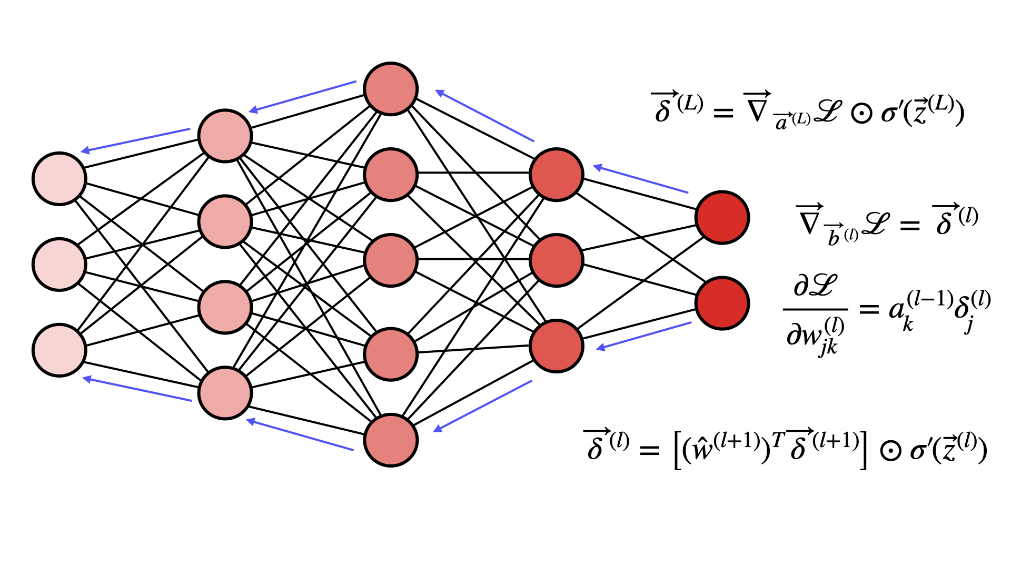 δ⃗⁽ᴸ⁾ = ∇⃗_{a⃗⁽ᴸ⁾} ℒ ⊙ σ′(z⃗⁽ᴸ⁾)
∇⃗_{b⃗⁽ˡ⁾} ℒ = δ⃗⁽ˡ⁾
∂ℒ/∂w_{jk}^{(l)} = a_k^{(l−1)} δ_j^{(l)}
δ⃗⁽ˡ⁾ = [(ŵ⁽ˡ⁺¹⁾)ᵀ δ⃗⁽ˡ⁺¹⁾] ⊙ σ′(z⃗⁽ˡ⁾)